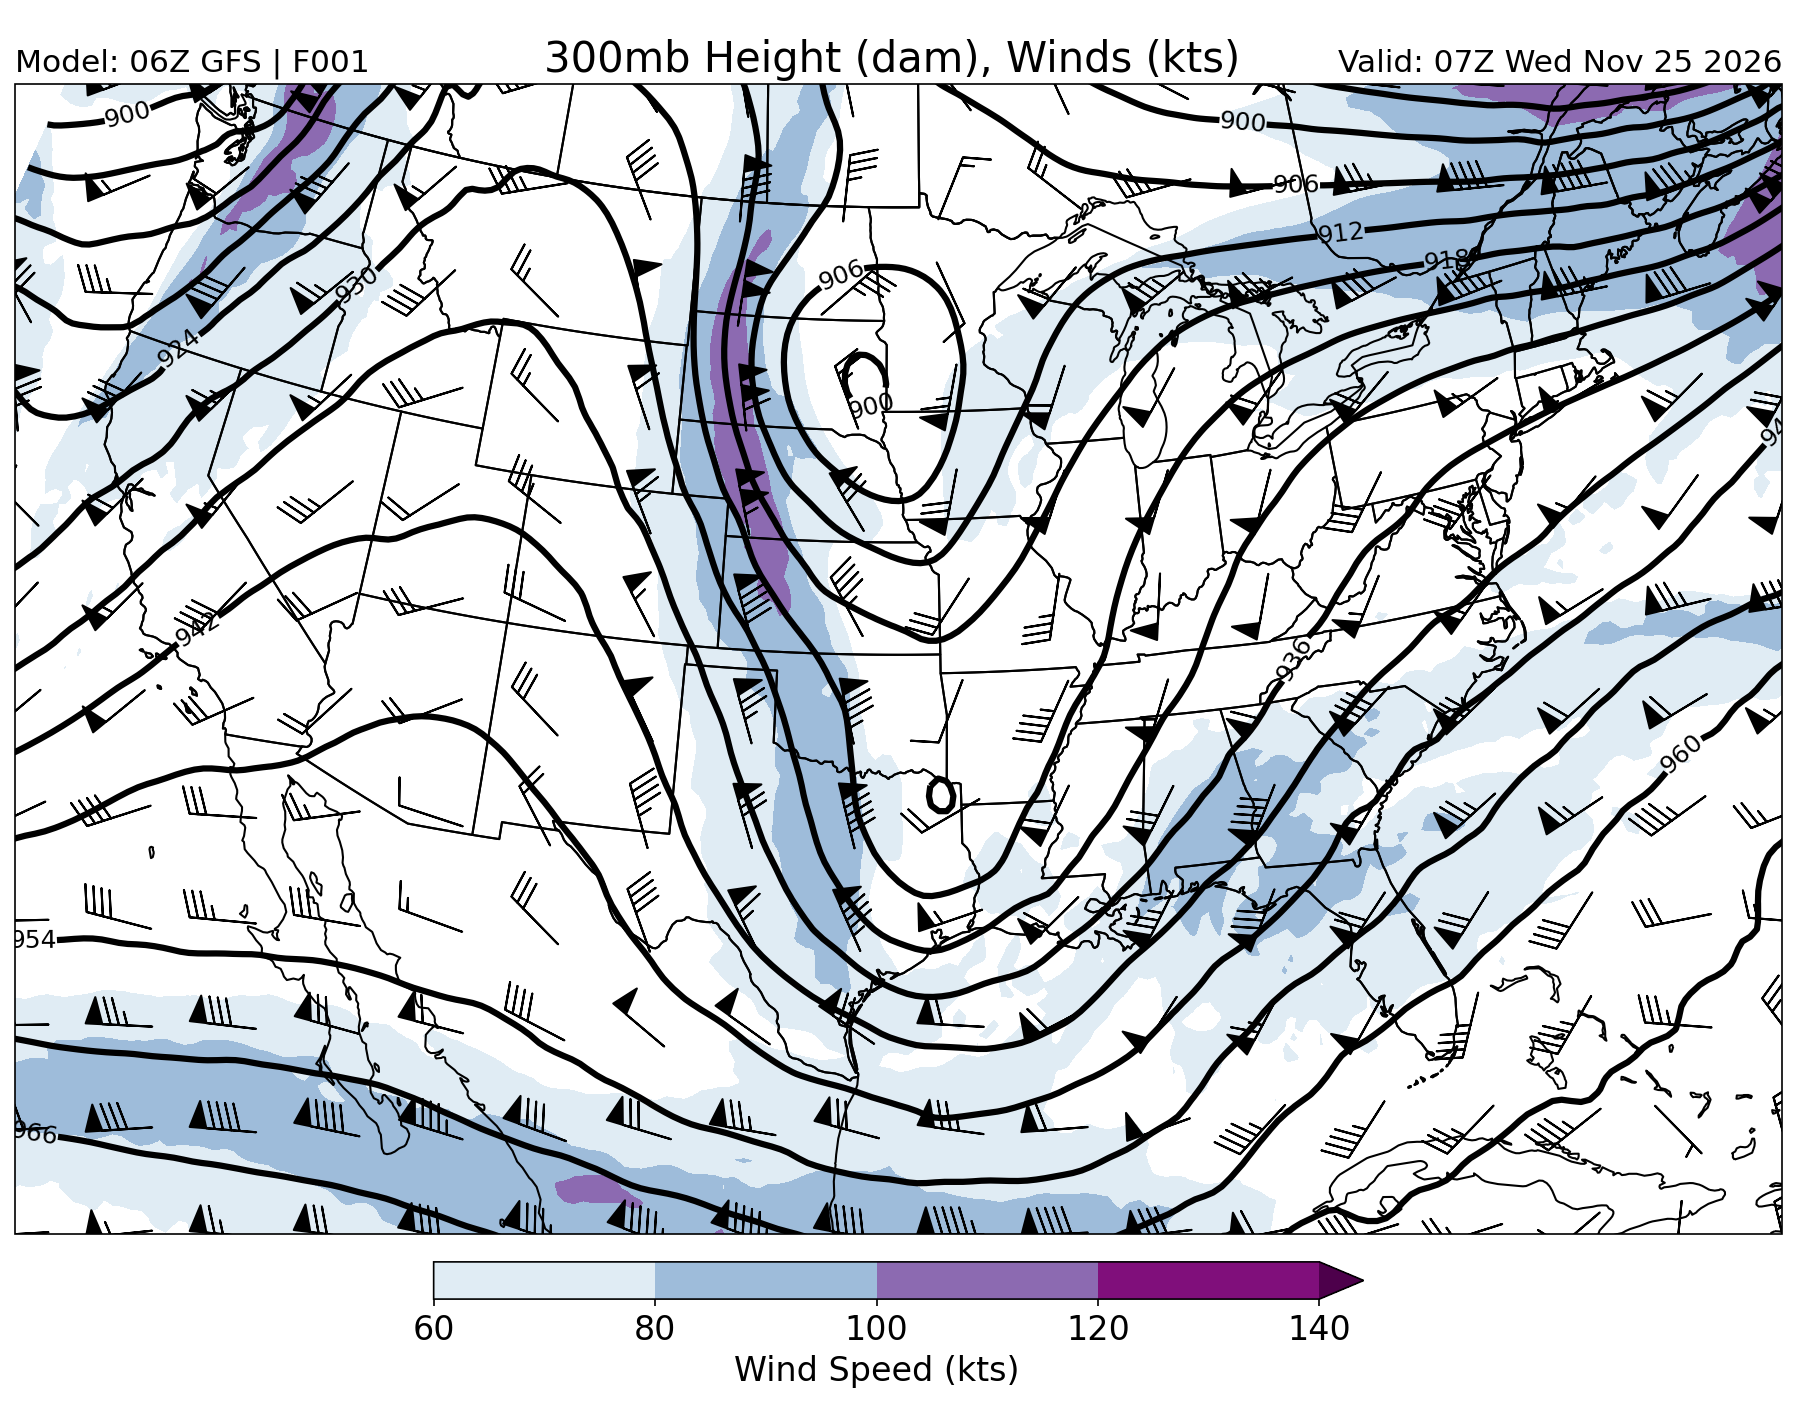 Model: 06Z GFS | F001
300mb Height (dam), Winds (kts)
Valid: 07Z Wed Nov 25 2026
900
900
906
912
918
906
930
924
900
942
936
960
954
966
60 80 100 120 140
Wind Speed (kts)